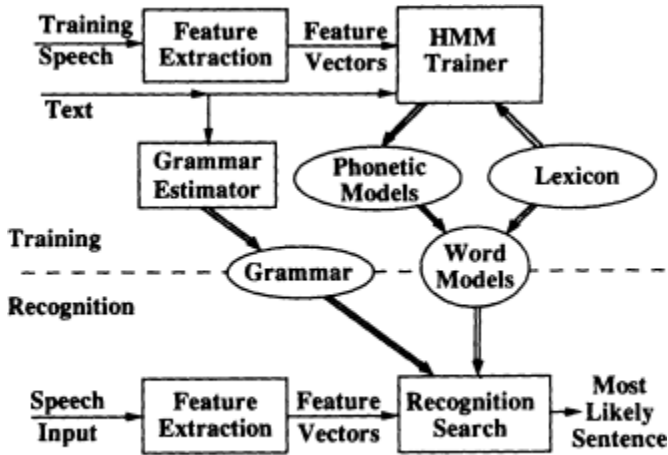 Training
Speech
Feature
Extraction
Feature
Vectors
HMM
Trainer
Text
Grammar
Estimator
Phonetic
Models
Lexicon
Training
Grammar
Word
Models
Recognition
Speech
Input
Feature
Extraction
Feature
Vectors
Recognition
Search
Most
Likely
Sentence